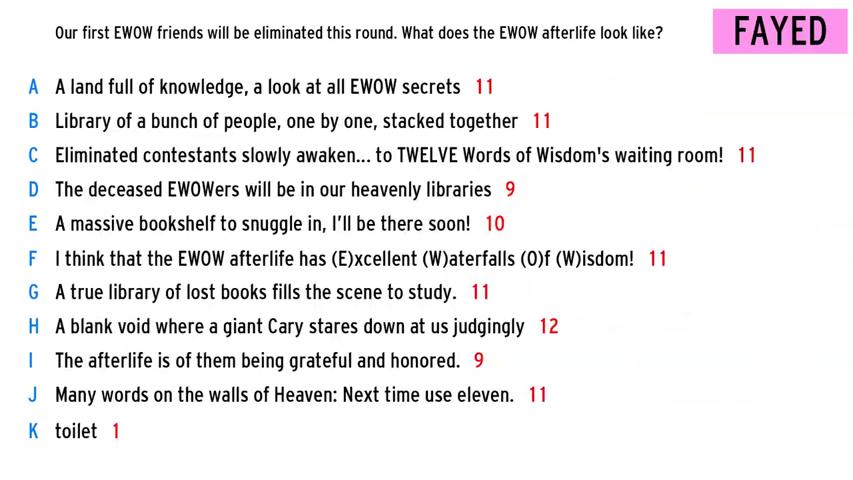 Our first EWOW friends will be eliminated this round. What does the EWOW afterlife look like?
FAYED
A A land full of knowledge, a look at all EWOW secrets 11
B Library of a bunch of people, one by one, stacked together 11
C Eliminated contestants slowly awaken... to TWELVE Words of Wisdom's waiting room! 11
D The deceased EWOWers will be in our heavenly libraries 9
E A massive bookshelf to snuggle in, I'll be there soon! 10
F I think that the EWOW afterlife has (E)xcellent (W)aterfalls (O)f (W)isdom! 11
G A true library of lost books fills the scene to study. 11
H A blank void where a giant Cary stares down at us judgingly 12
I The afterlife is of them being grateful and honored. 9
J Many words on the walls of Heaven: Next time use eleven. 11
K toilet 1